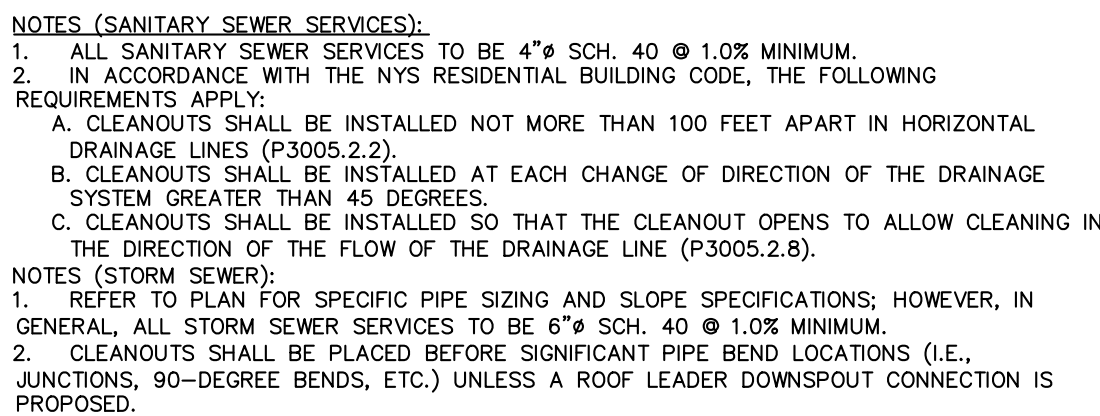 NOTES (SANITARY SEWER SERVICES):
1. ALL SANITARY SEWER SERVICES TO BE 4"ø SCH. 40 @ 1.0% MINIMUM.
2. IN ACCORDANCE WITH THE NYS RESIDENTIAL BUILDING CODE, THE FOLLOWING
REQUIREMENTS APPLY:
A. CLEANOUTS SHALL BE INSTALLED NOT MORE THAN 100 FEET APART IN HORIZONTAL
DRAINAGE LINES (P3005.2.2).
B. CLEANOUTS SHALL BE INSTALLED AT EACH CHANGE OF DIRECTION OF THE DRAINAGE
SYSTEM GREATER THAN 45 DEGREES.
C. CLEANOUTS SHALL BE INSTALLED SO THAT THE CLEANOUT OPENS TO ALLOW CLEANING IN
THE DIRECTION OF THE FLOW OF THE DRAINAGE LINE (P3005.2.8).
NOTES (STORM SEWER):
1. REFER TO PLAN FOR SPECIFIC PIPE SIZING AND SLOPE SPECIFICATIONS; HOWEVER, IN
GENERAL, ALL STORM SEWER SERVICES TO BE 6"ø SCH. 40 @ 1.0% MINIMUM.
2. CLEANOUTS SHALL BE PLACED BEFORE SIGNIFICANT PIPE BEND LOCATIONS (I.E.,
JUNCTIONS, 90-DEGREE BENDS, ETC.) UNLESS A ROOF LEADER DOWNSPOUT CONNECTION IS
PROPOSED.